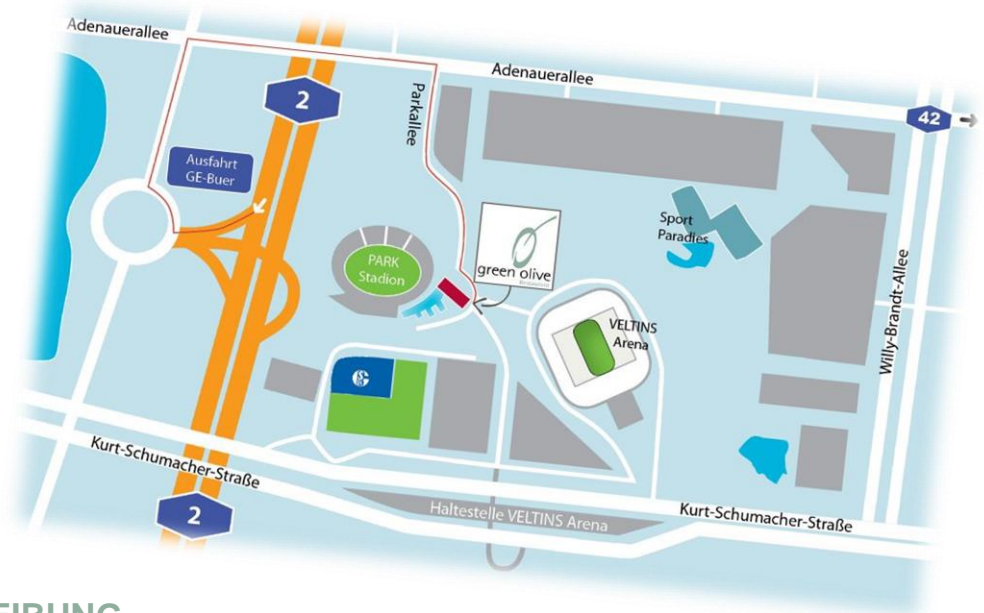 Adenauerallee
Adenauerallee
2
Parkallee
42
Ausfahrt
GE-Buer
Sport
Paradies
PARK
Stadion
green olive
VELTINS
Arena
Willy-Brandt-Allee
Kurt-Schumacher-Straße
2
Haltestelle VELTINS Arena
Kurt-Schumacher-Straße